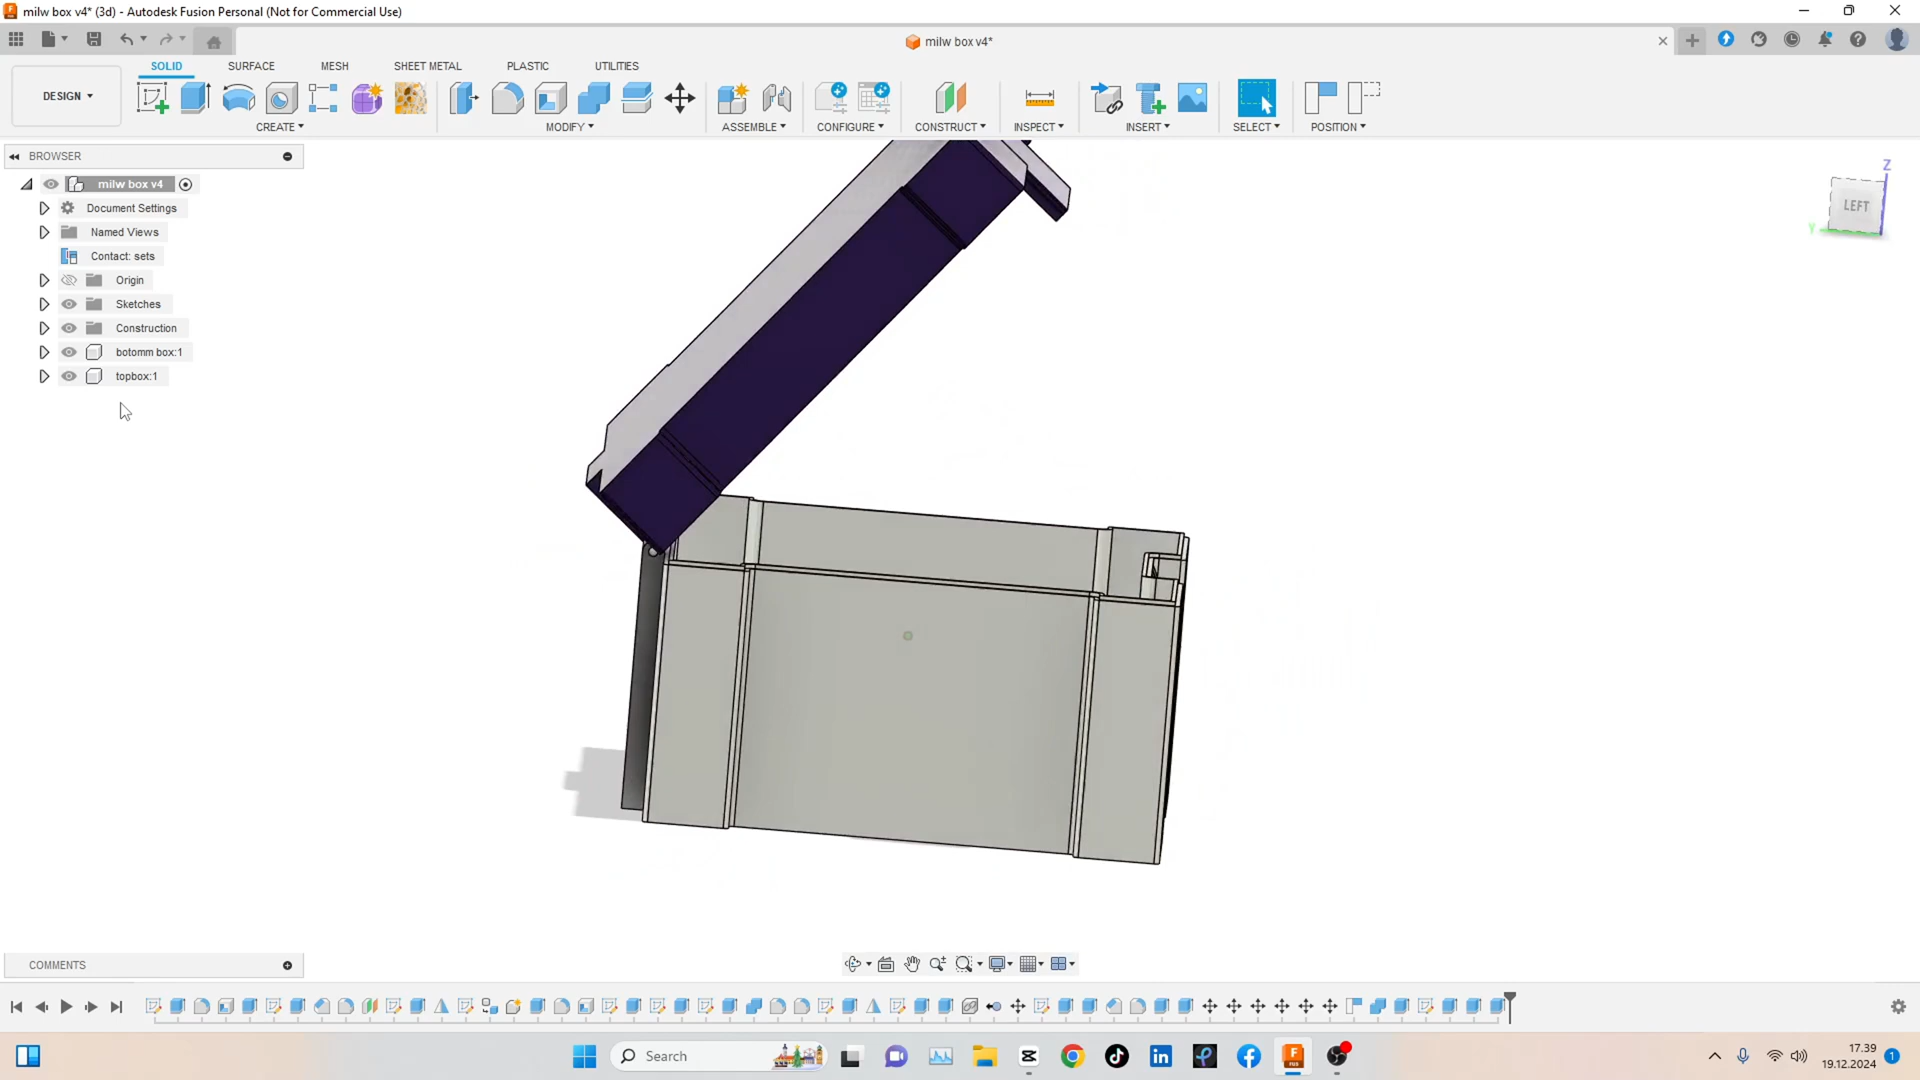 milw box v4* (3d) - Autodesk Fusion Personal (Not for Commercial Use)
milw box v4*
DESIGN
SOLID
SURFACE
MESH
SHEET METAL
PLASTIC
UTILITIES
CREATE
MODIFY
ASSEMBLE
CONFIGURE
CONSTRUCT
INSPECT
INSERT
SELECT
POSITION
BROWSER
milw box v4
Document Settings
Named Views
Contact: sets
Origin
Sketches
Construction
botomm box:1
topbox:1
Z
LEFT
Y
COMMENTS
Search
17.39
19.12.2024
1